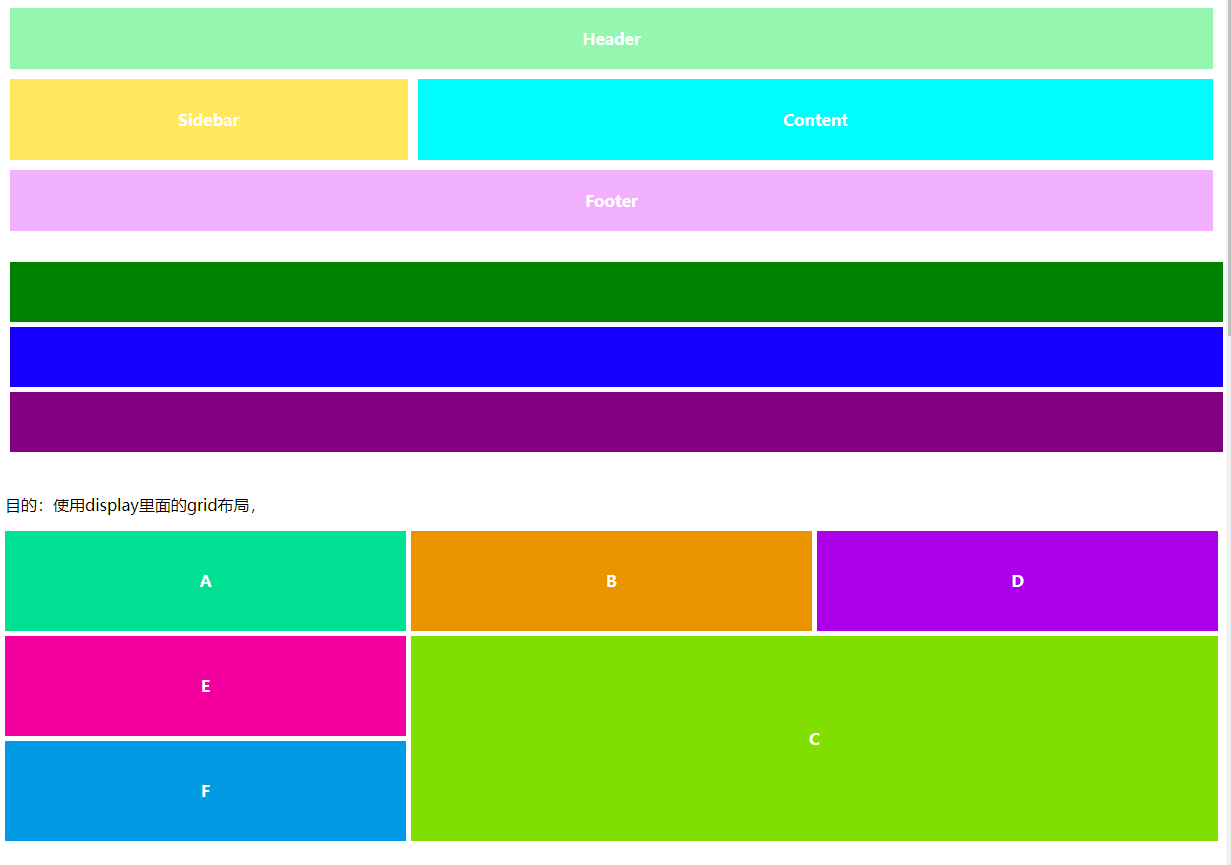 Header
Sidebar
Content
Footer
目的：使用display里面的grid布局，
A
B
D
E
C
F